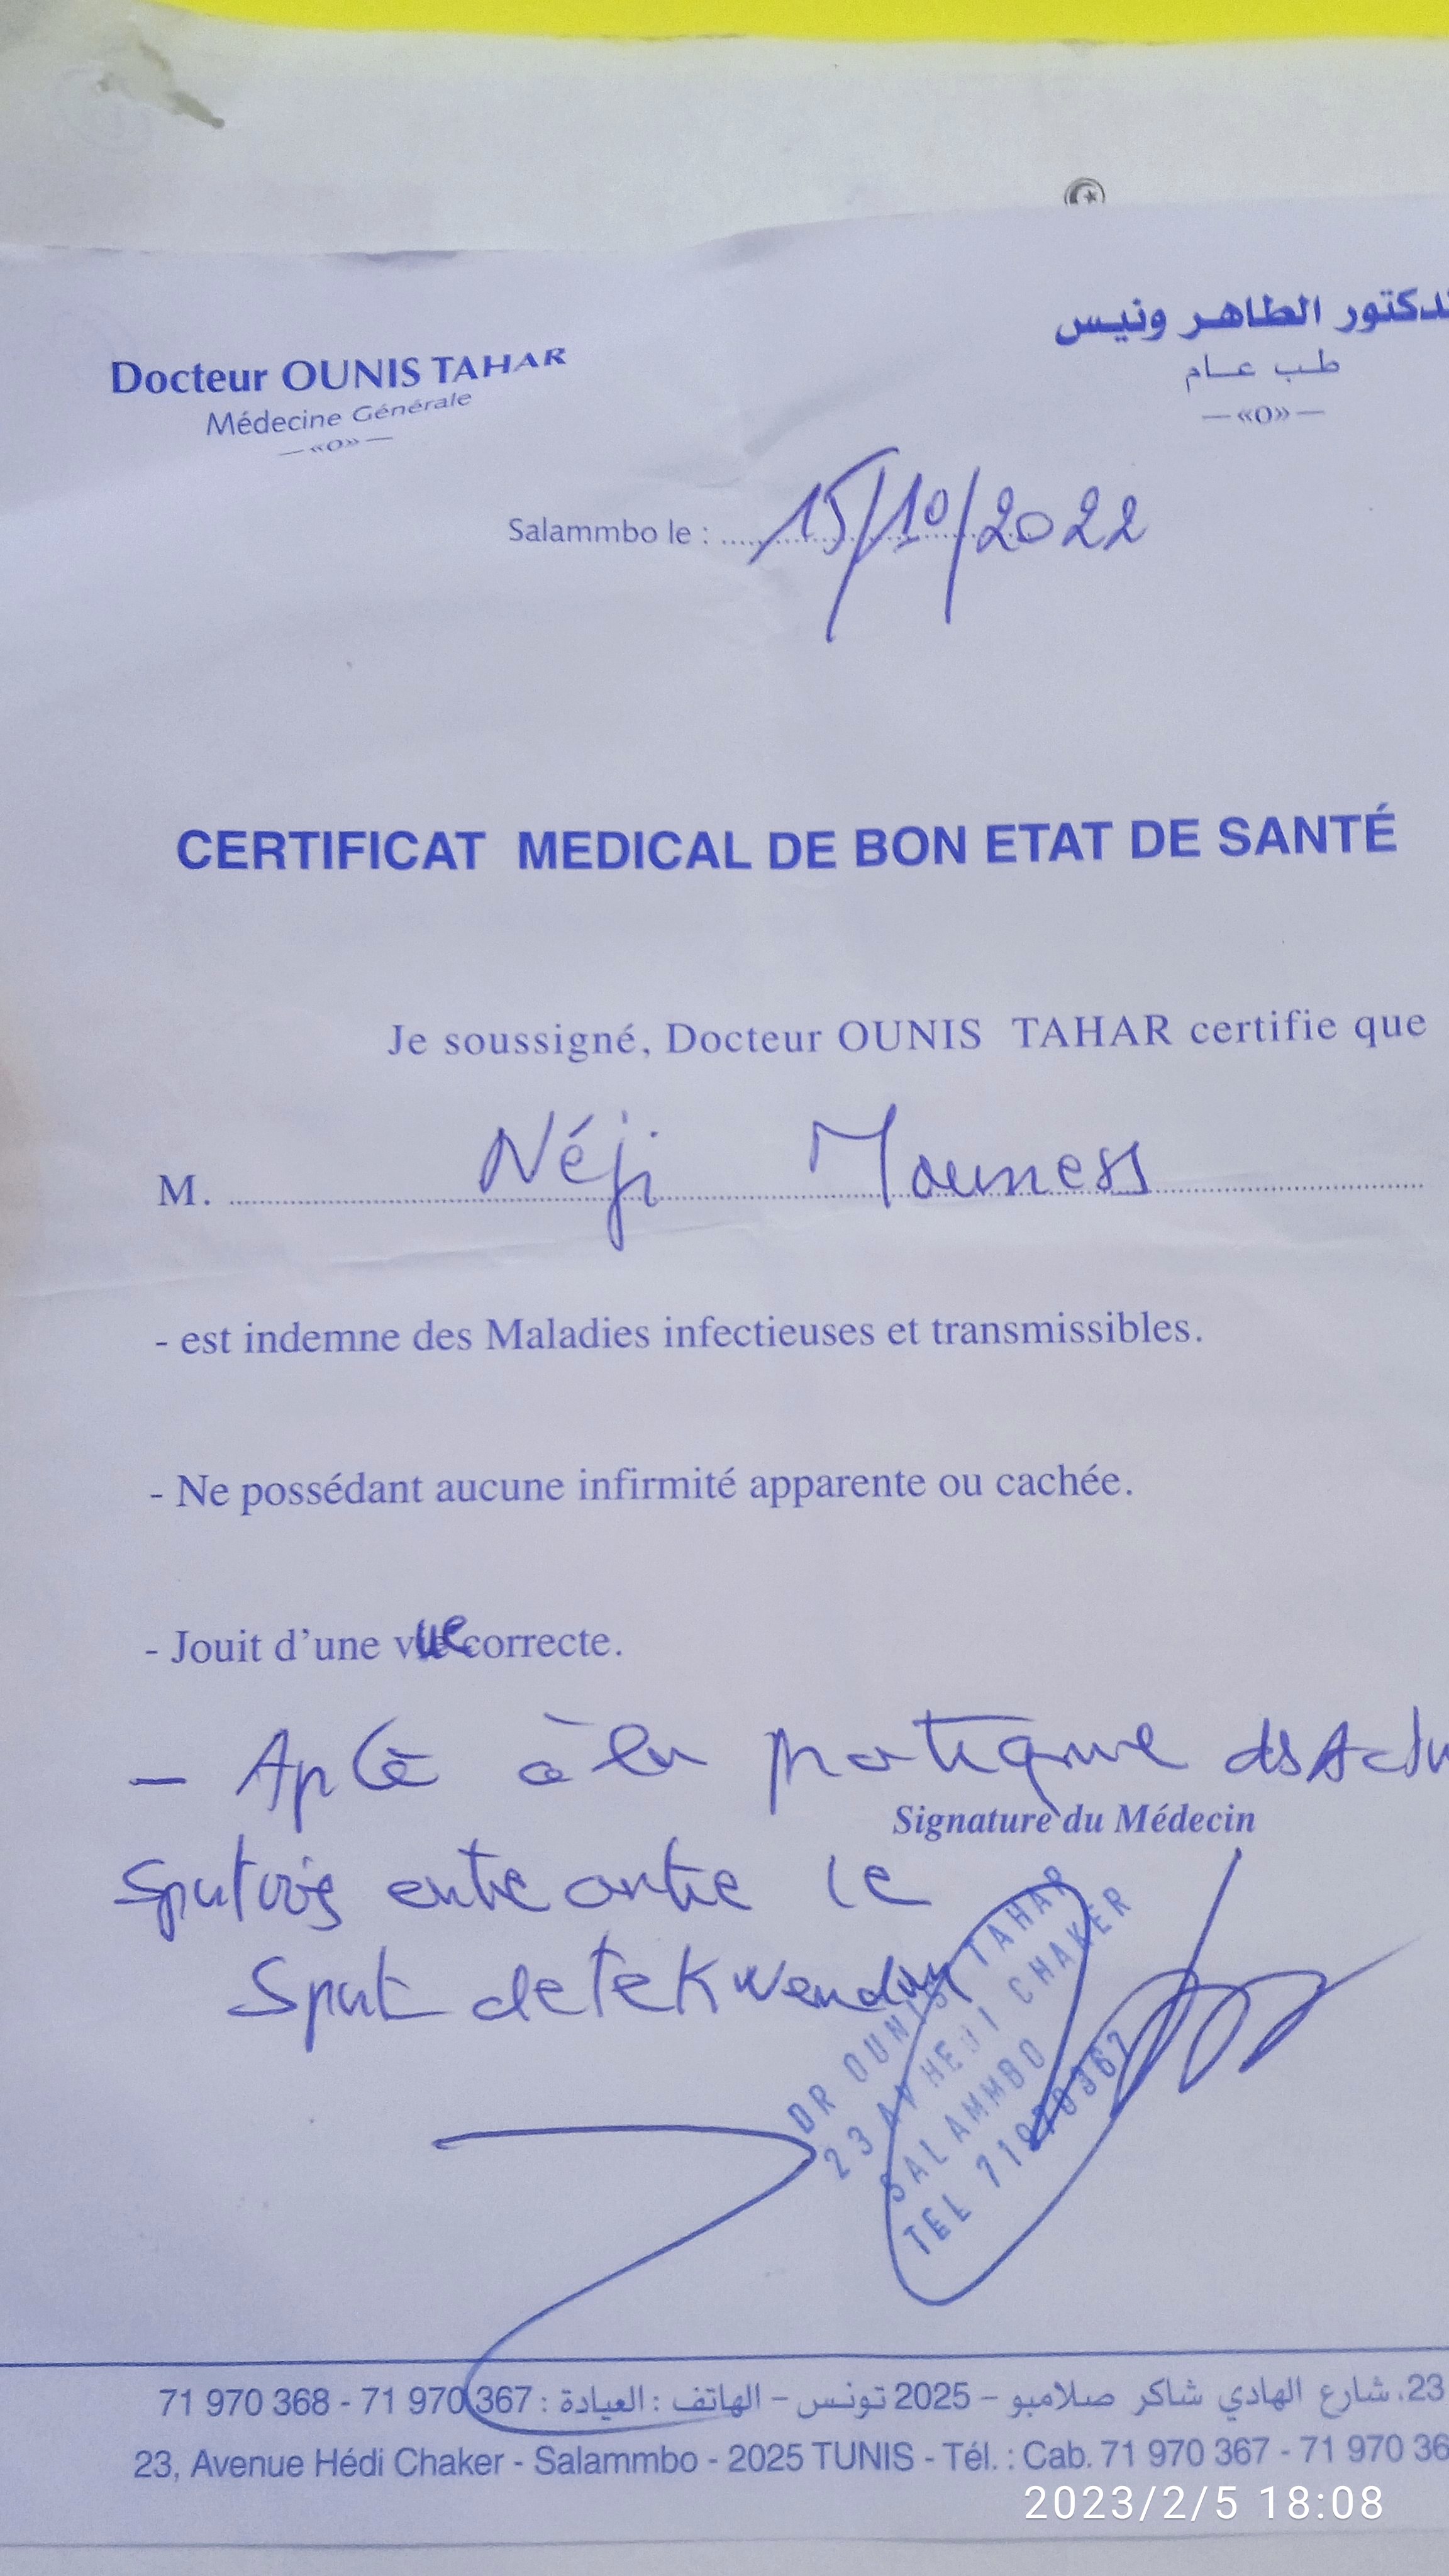 Docteur OUNIS TAHAR
Médecine Générale
—«O»—
الدكتور الطاهر ونيس
طب عام
—«O»—
Salammbo le : 15/10/2022
CERTIFICAT MEDICAL DE BON ETAT DE SANTÉ
Je soussigné, Docteur OUNIS TAHAR certifie que
M. Néji Mouness
- est indemne des Maladies infectieuses et transmissibles.
- Ne possédant aucune infirmité apparente ou cachée.
- Jouit d'une vue correcte.
- Apte à la pratique ds
Signature du Médecin
entre le
Sport de
DR OUNIS TAHAR
23 AV HEDI CHAKER
SALAMMBO
TEL 71970367
23، شارع الهادي شاكر صلامبو – 2025 تونس – الهاتف : العيادة : 367 970 71 - 368 970 71
23, Avenue Hédi Chaker - Salammbo - 2025 TUNIS - Tél. : Cab. 71 970 367 - 71 970 36
2023/2/5 18:08